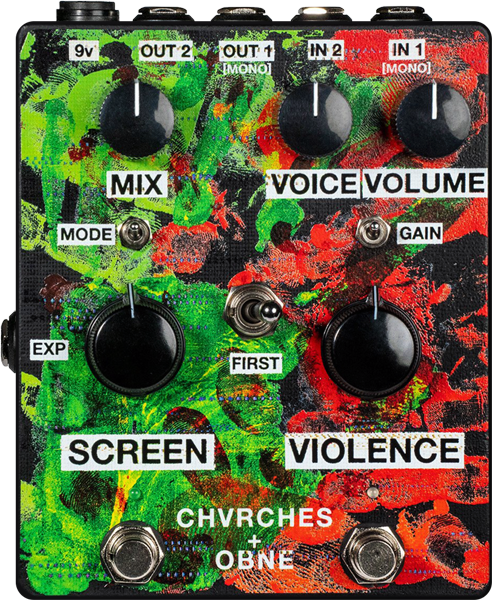 9v OUT 2 OUT 1 IN 2 IN 1
[MONO] [MONO]
MIX VOICE VOLUME
MODE GAIN
EXP FIRST
SCREEN VIOLENCE
CHVRCHES
+
OBNE